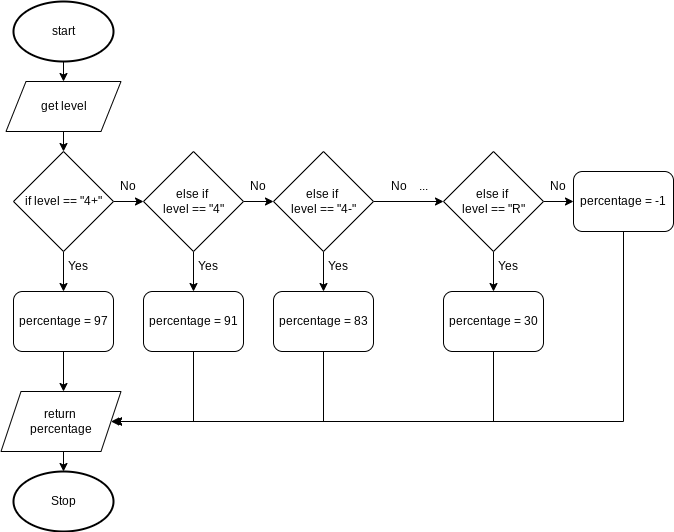 start
get level
if level == "4+"
No
else if
level == "4"
No
else if
level == "4-"
No ...
else if
level == "R"
No
percentage = -1
Yes
Yes
Yes
Yes
percentage = 97
percentage = 91
percentage = 83
percentage = 30
return
percentage
Stop